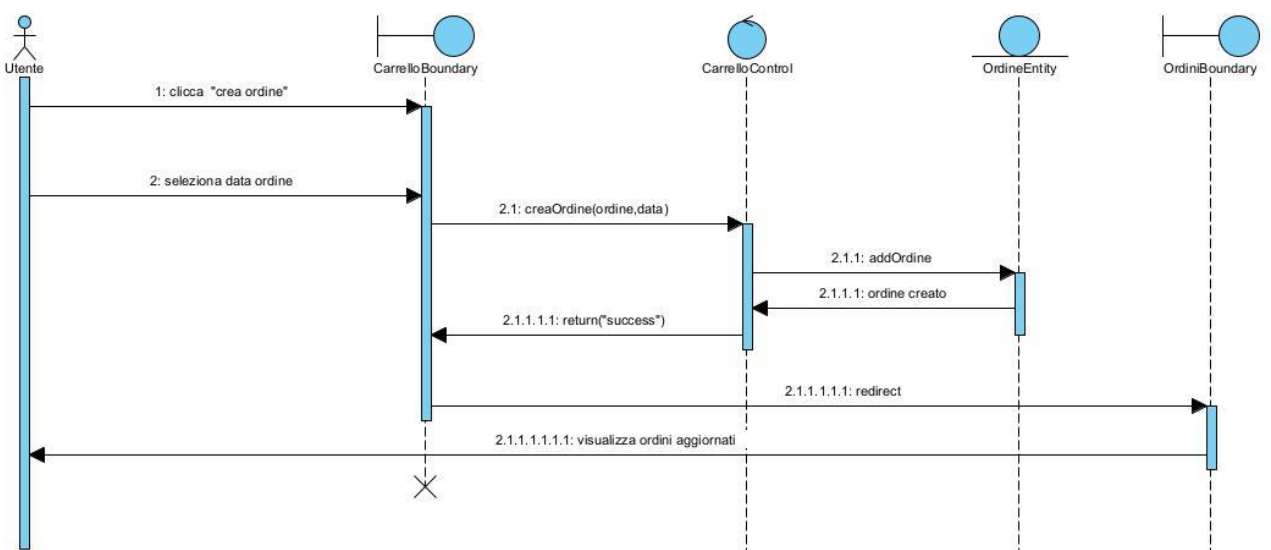 Utente
CarrelloBoundary
CarrelloControl
OrdineEntity
OrdiniBoundary
1: clicca "crea ordine"
2: seleziona data ordine
2.1: creaOrdine(ordine,data)
2.1.1: addOrdine
2.1.1.1: ordine creato
2.1.1.1.1: return("success")
2.1.1.1.1.1: redirect
2.1.1.1.1.1.1: visualizza ordini aggiornati